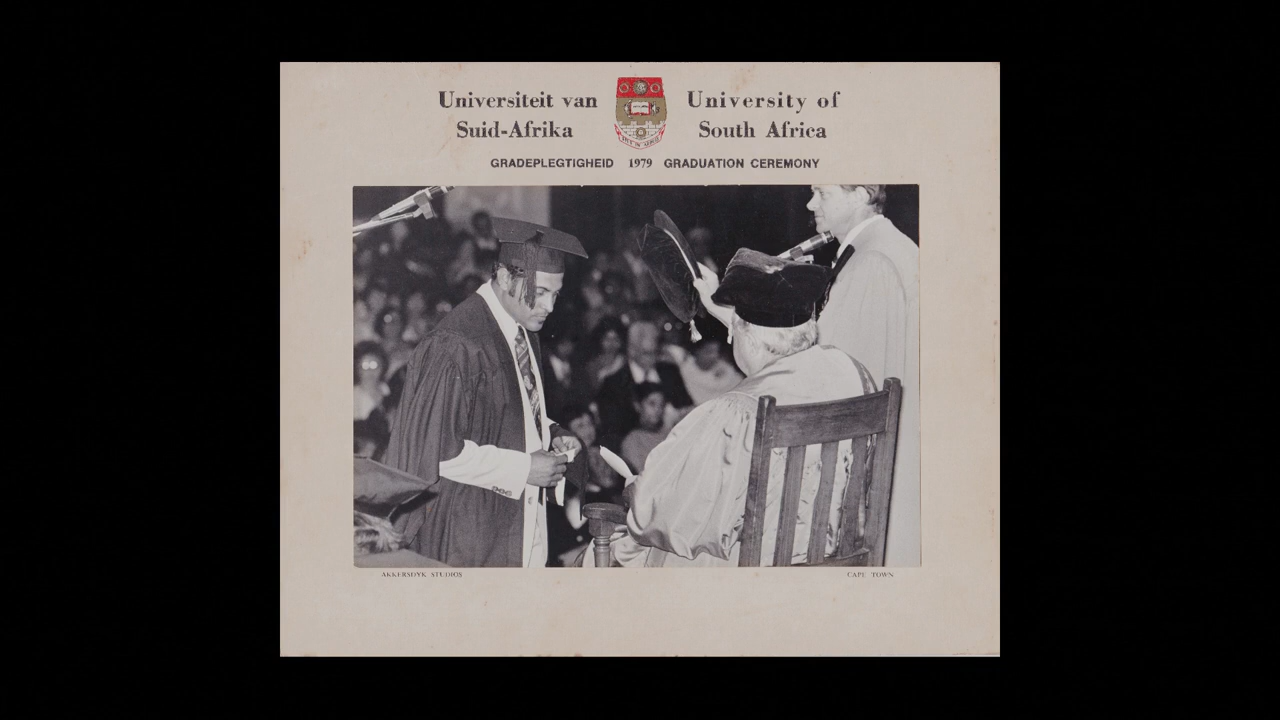 Universiteit van
Suid-Afrika
University of
South Africa
GRADEPLEGTIGHEID 1979 GRADUATION CEREMONY
AKKERSDYK STUDIOS
CAPE TOWN